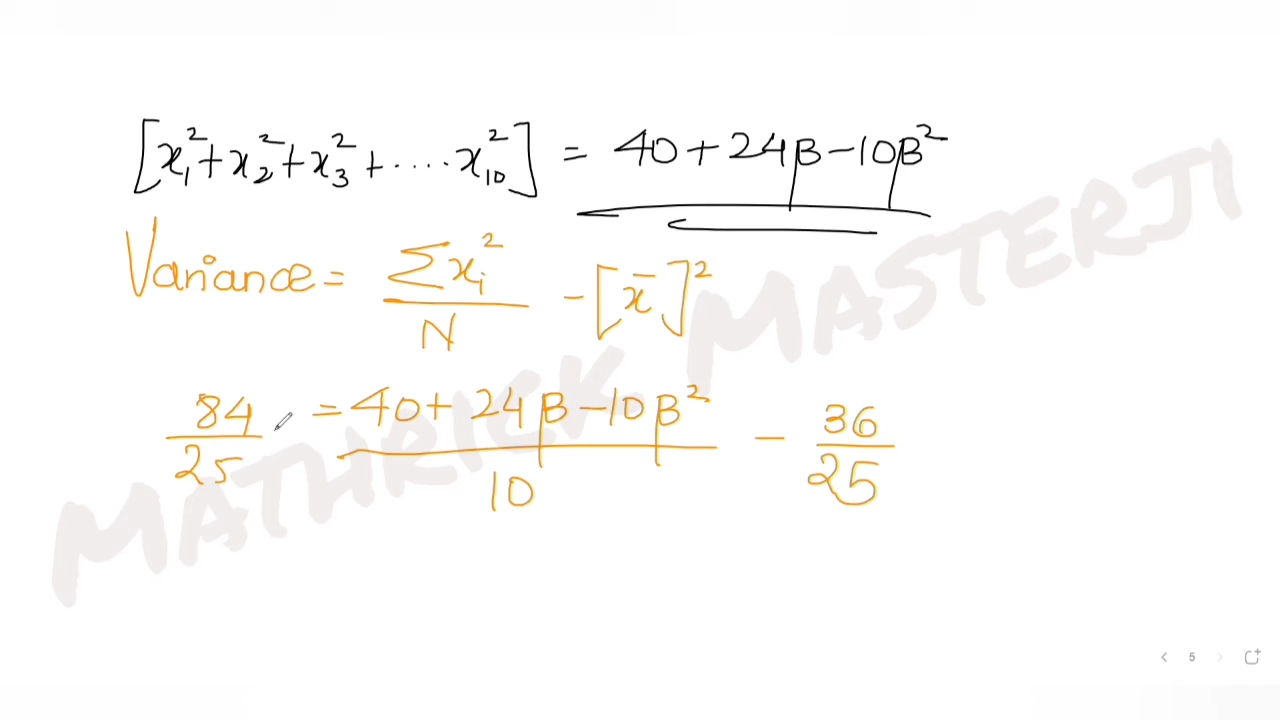 [x₁² + x₂² + x₃² + .... x₁₀²] = 40 + 24β − 10β²
Variance = Σxᵢ² / N − [x̄]²
84/25 = (40 + 24β − 10β²) / 10 − 36/25
MATHRICK MASTERJI
5